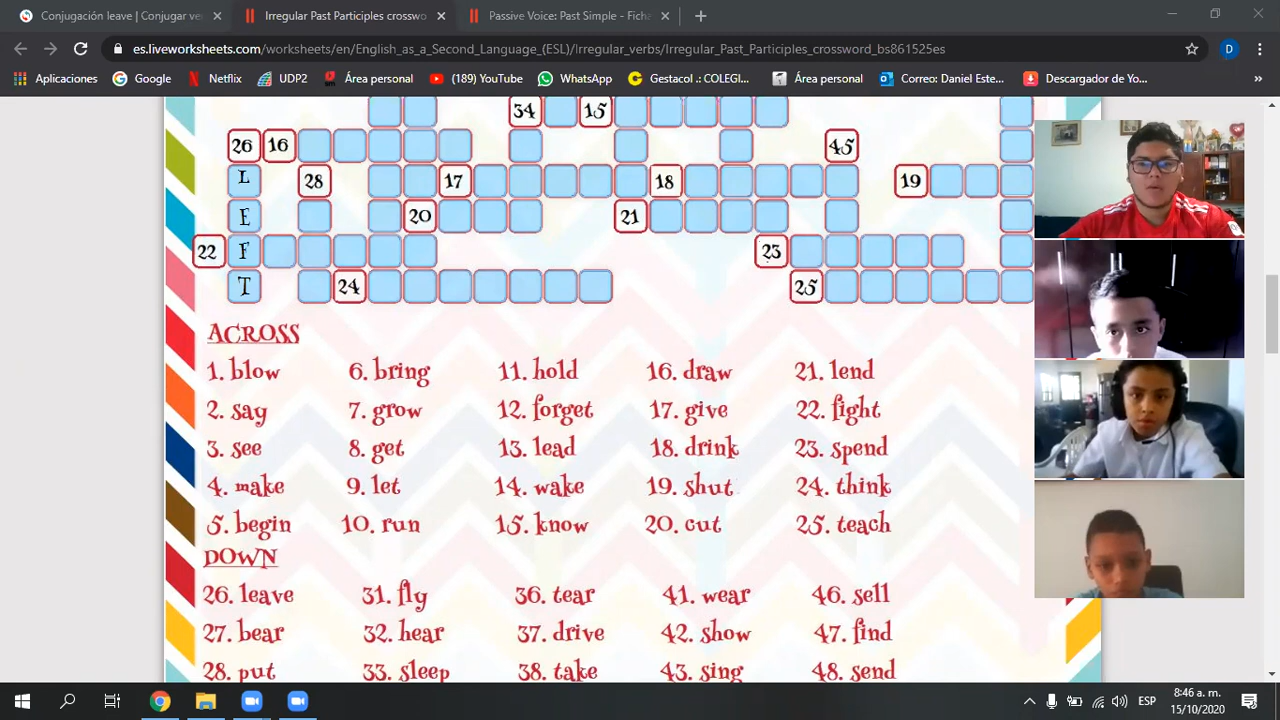 Conjugación leave | Conjugar ve
Irregular Past Participles crosswo
Passive Voice: Past Simple - Ficha
es.liveworksheets.com/worksheets/en/English_as_a_Second_Language_(ESL)/Irregular_verbs/Irregular_Past_Participles_crossword_bs861525es
D
Aplicaciones Google Netflix UDP2 Área personal (189) YouTube WhatsApp Gestacol .: COLEGI... Área personal Correo: Daniel Este... Descargador de Yo... »
34 15
26 16 45
L 28 17 18 19
E 20 21
22 F 23
T 24 25
ACROSS
1. blow 6. bring 11. hold 16. draw 21. lend
2. say 7. grow 12. forget 17. give 22. fight
3. see 8. get 13. lead 18. drink 23. spend
4. make 9. let 14. wake 19. shut 24. think
5. begin 10. run 15. know 20. cut 25. teach
DOWN
26. leave 31. fly 36. tear 41. wear 46. sell
27. bear 32. hear 37. drive 42. show 47. find
28. put 33. sleep 38. take 43. sing 48. send
ESP
8:46 a. m.
15/10/2020